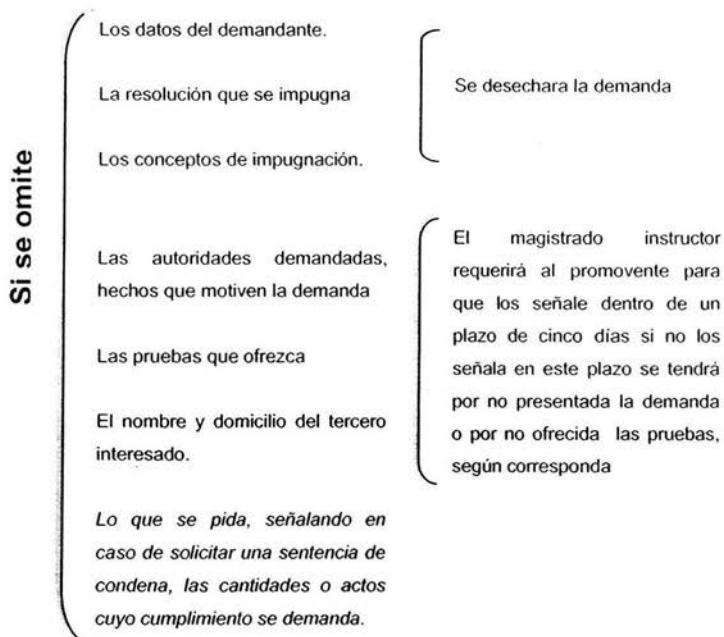 Si se omite
Los datos del demandante.
La resolución que se impugna
Los conceptos de impugnación.
Se desechara la demanda
Las autoridades demandadas,
hechos que motiven la demanda
Las pruebas que ofrezca
El nombre y domicilio del tercero
interesado.
Lo que se pida, señalando en
caso de solicitar una sentencia de
condena, las cantidades o actos
cuyo cumplimiento se demanda.
El magistrado instructor
requerirá al promovente para
que los señale dentro de un
plazo de cinco días si no los
señala en este plazo se tendrá
por no presentada la demanda
o por no ofrecida las pruebas,
según corresponda